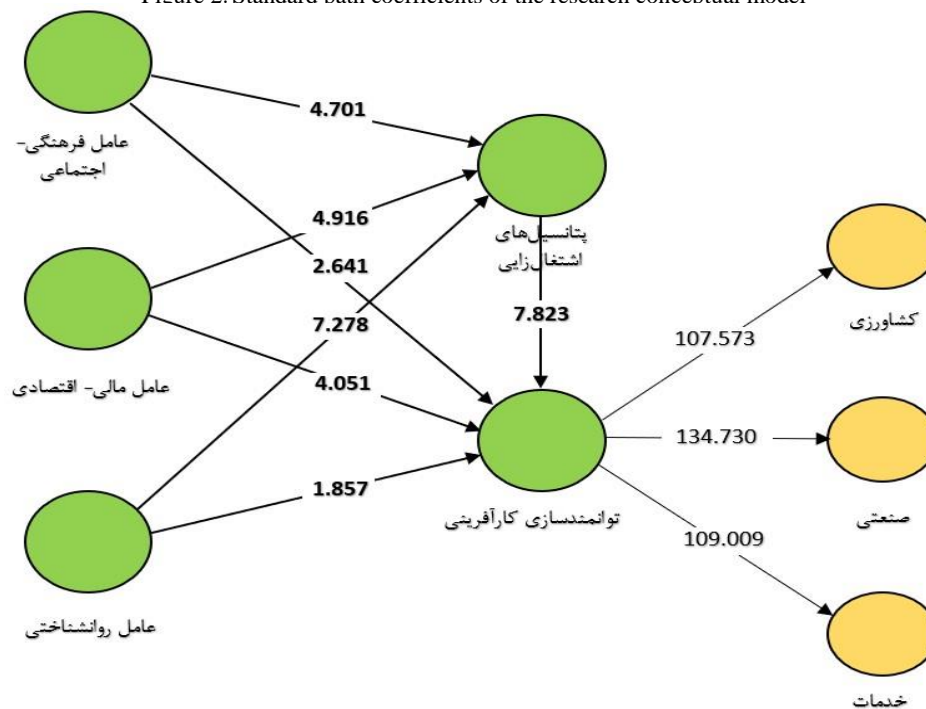 Figure 2. Standard path coefficients of the research conceptual model
عامل فرهنگی-
اجتماعی
4.701
پتانسیل‌های
اشتغال‌زایی
4.916
2.641
عامل مالی- اقتصادی
7.278
7.823
4.051
1.857
توانمندسازی کارآفرینی
عامل روانشناختی
107.573
کشاورزی
134.730
صنعتی
109.009
خدمات